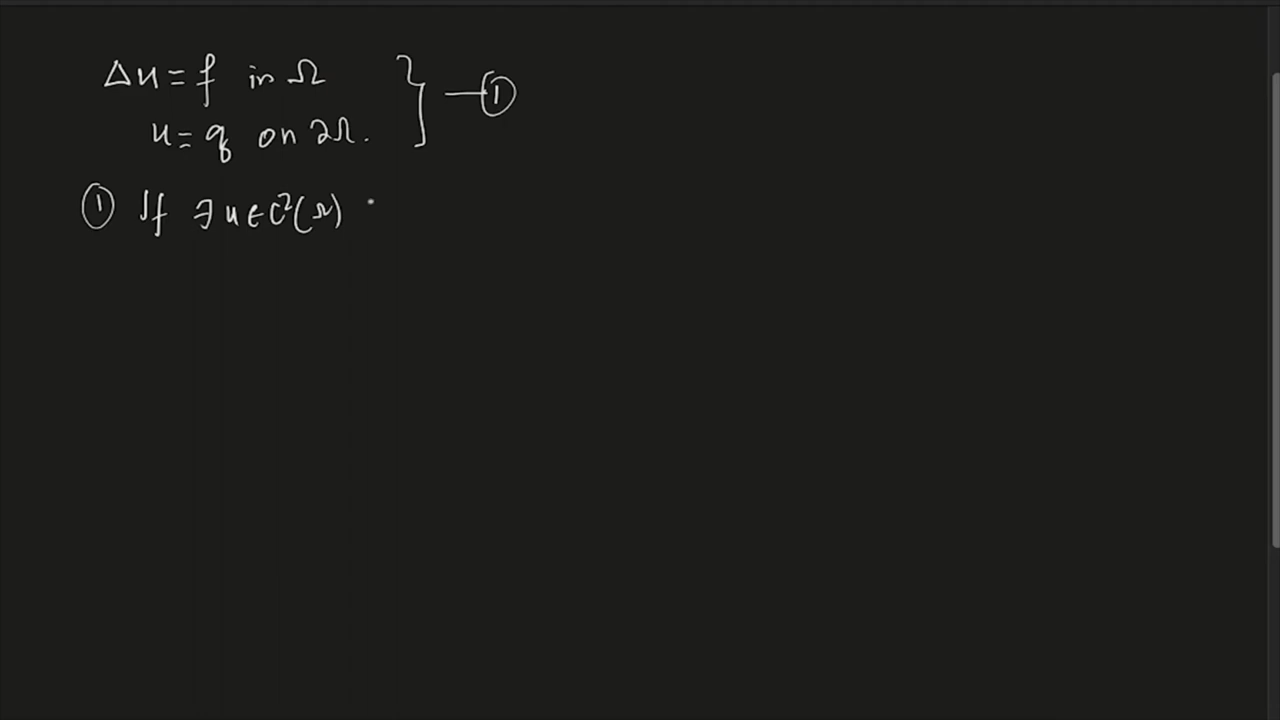 Δu = f in Ω } —①
u = g on ∂Ω.
① If ∃ u ∈ C²(Ω)